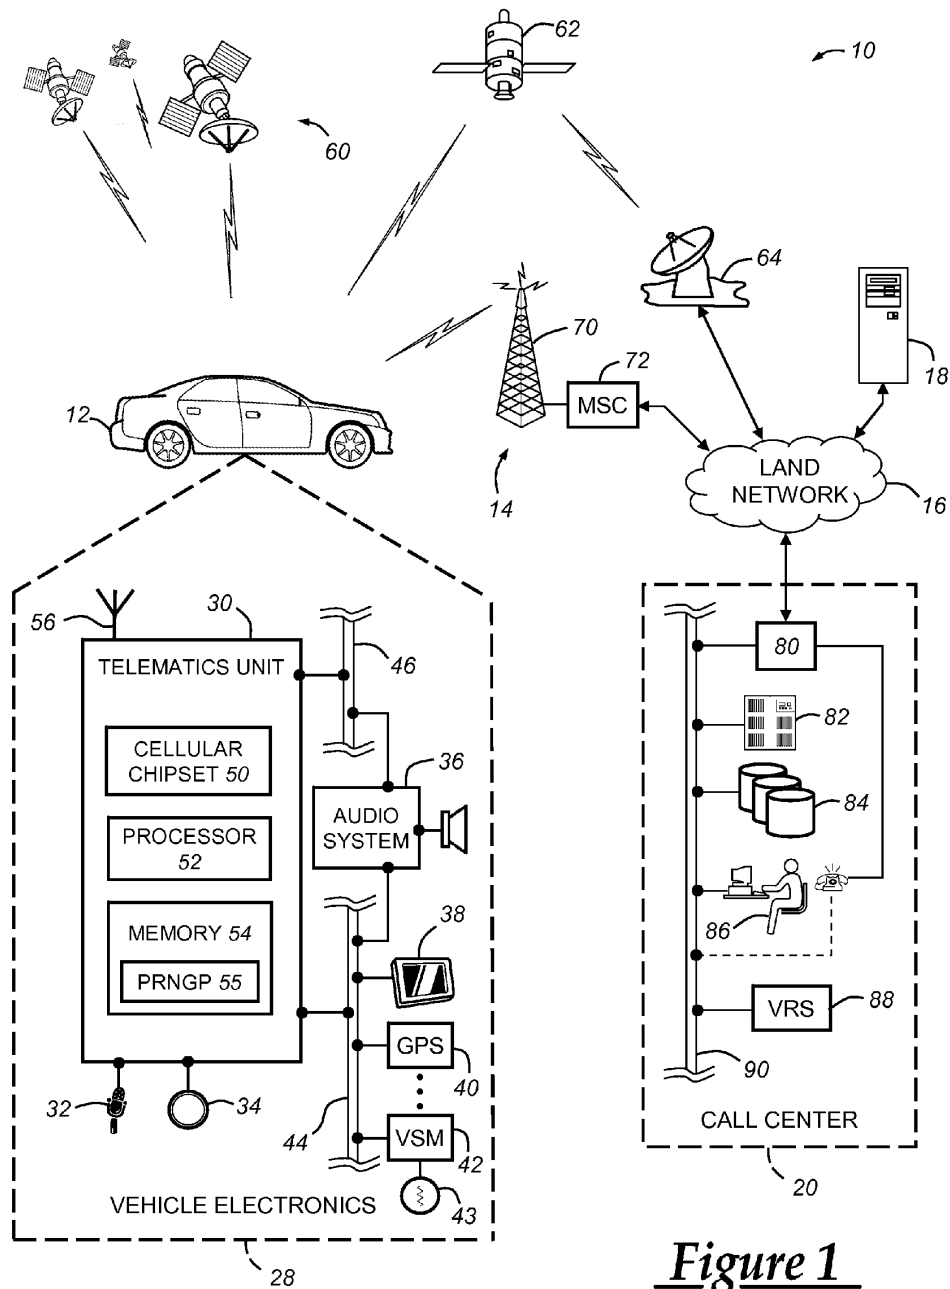 62
10
60
64
70
18
72
MSC
12
LAND
NETWORK
14
16
56
30
46
TELEMATICS UNIT
80
82
CELLULAR
CHIPSET 50
36
AUDIO
SYSTEM
84
PROCESSOR
52
38
86
MEMORY 54
PRNGP 55
VRS
88
GPS
40
90
32
34
44
VSM
42
CALL CENTER
20
VEHICLE ELECTRONICS
43
28
Figure 1